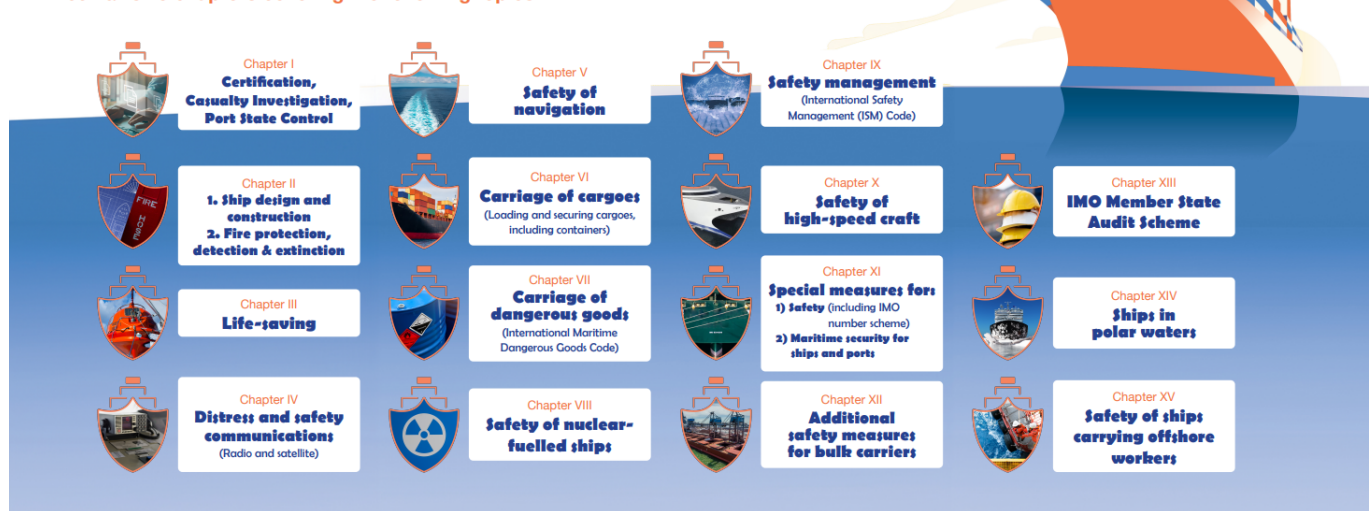 Chapter I
Certification,
Casualty Investigation,
Port State Control
Chapter II
1. Ship design and
construction
2. Fire protection,
detection & extinction
Chapter III
Life-saving
Chapter IV
Distress and safety
communications
(Radio and satellite)
Chapter V
Safety of
navigation
Chapter VI
Carriage of cargoes
(Loading and securing cargoes,
including containers)
Chapter VII
Carriage of
dangerous goods
(International Maritime
Dangerous Goods Code)
Chapter VIII
Safety of nuclear-
fuelled ships
Chapter IX
Safety management
(International Safety
Management (ISM) Code)
Chapter X
Safety of
high-speed craft
Chapter XI
Special measures for:
1) Safety (including IMO
number scheme)
2) Maritime security for
ships and ports
Chapter XII
Additional
safety measures
for bulk carriers
Chapter XIII
IMO Member State
Audit Scheme
Chapter XIV
Ships in
polar waters
Chapter XV
Safety of ships
carrying offshore
workers
FIRE